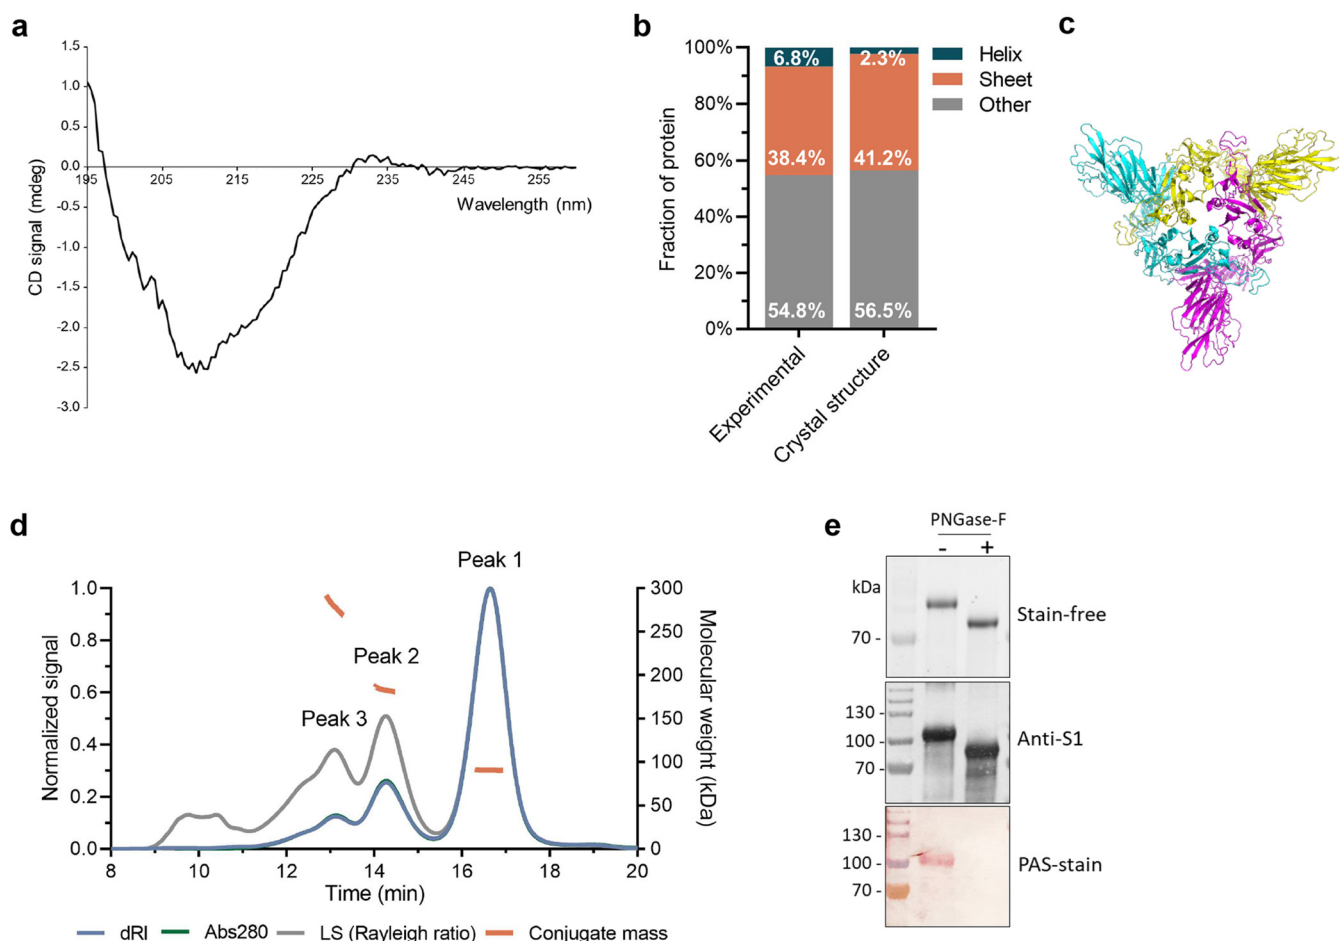 a
1.5
1.0
0.5
0.0
-0.5
-1.0
-1.5
-2.0
-2.5
-3.0
195
205
215
225
235
245
255
CD signal (mdeg)
Wavelength (nm)
b
100%
80%
60%
40%
20%
0%
Fraction of protein
6.8%
2.3%
38.4%
41.2%
54.8%
56.5%
Experimental
Crystal structure
Helix
Sheet
Other
c
d
Peak 1
Peak 2
Peak 3
1.0
0.8
0.6
0.4
0.2
0.0
Normalized signal
300
250
200
150
100
50
0
Molecular weight (kDa)
8
10
12
14
16
18
20
Time (min)
dRI
Abs280
LS (Rayleigh ratio)
Conjugate mass
e
PNGase-F
- +
kDa
70 -
Stain-free
130 -
100 -
70 -
Anti-S1
130 -
100 -
70 -
PAS-stain